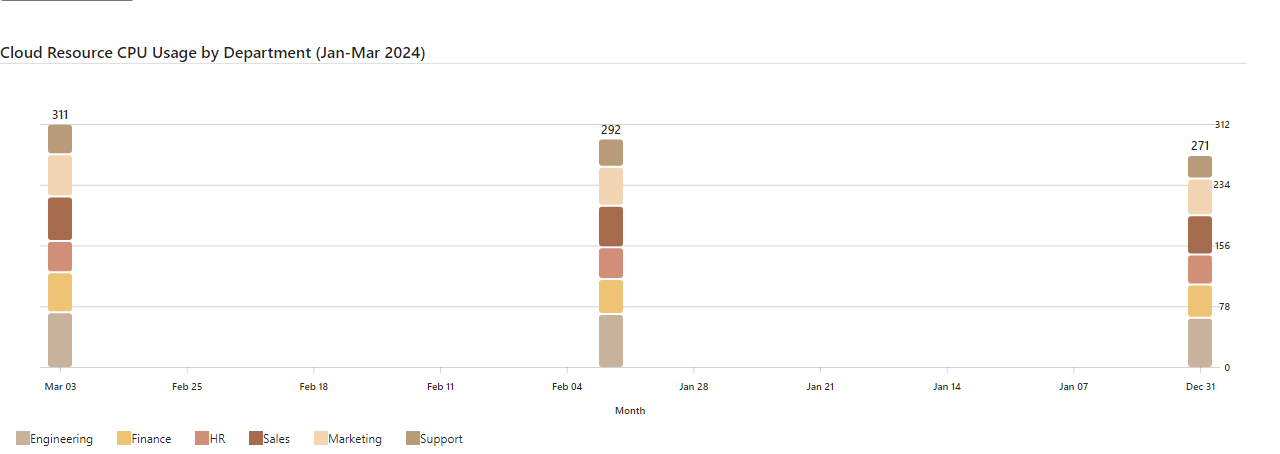 Cloud Resource CPU Usage by Department (Jan-Mar 2024)
311
292
271
312
234
156
78
0
Mar 03 Feb 25 Feb 18 Feb 11 Feb 04 Jan 28 Jan 21 Jan 14 Jan 07 Dec 31
Month
Engineering Finance HR Sales Marketing Support